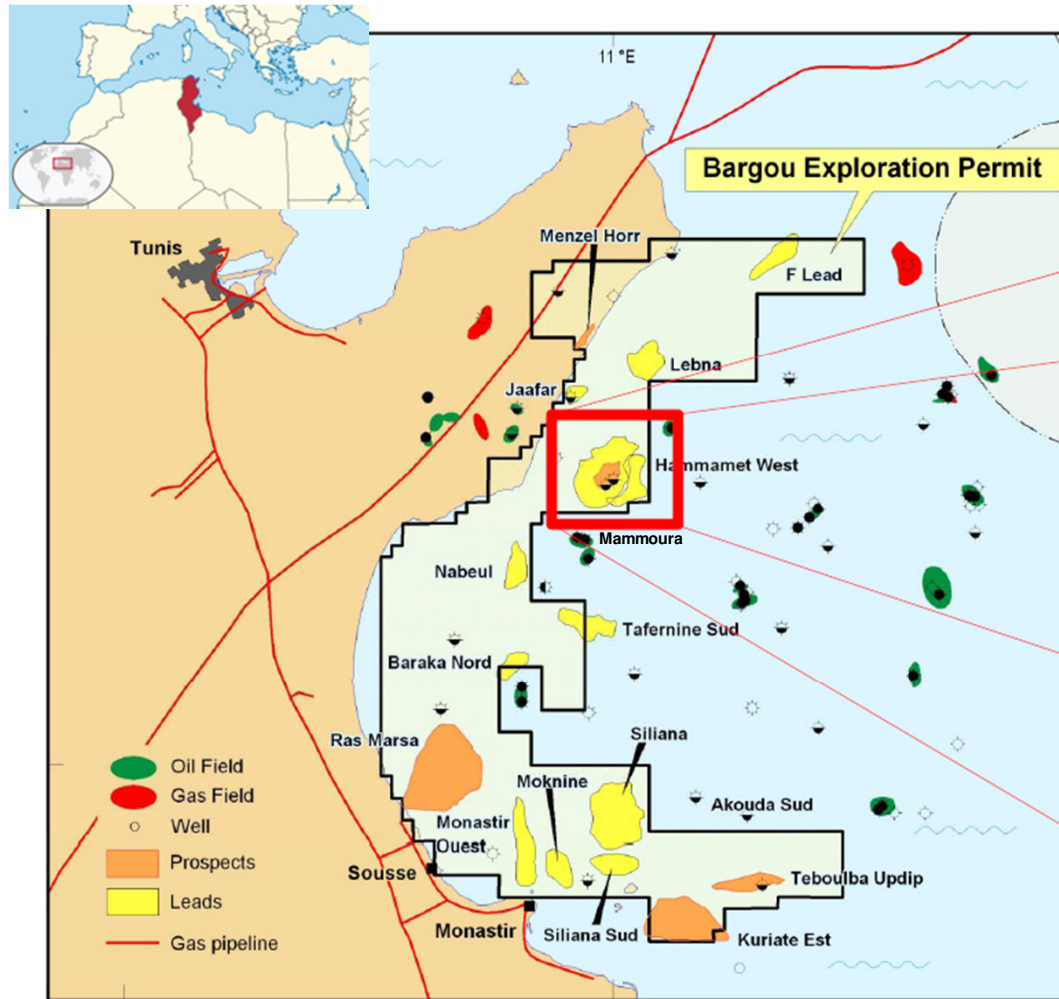 11 °E
Bargou Exploration Permit
Tunis
Menzel Horr
F Lead
Lebna
Jaafar
Hammamet West
Mammoura
Nabeul
Tafernine Sud
Baraka Nord
Ras Marsa
Siliana
Moknine
Akouda Sud
Monastir
Ouest
Sousse
Teboulba Updip
Monastir
Siliana Sud
Kuriate Est
Oil Field
Gas Field
Well
Prospects
Leads
Gas pipeline